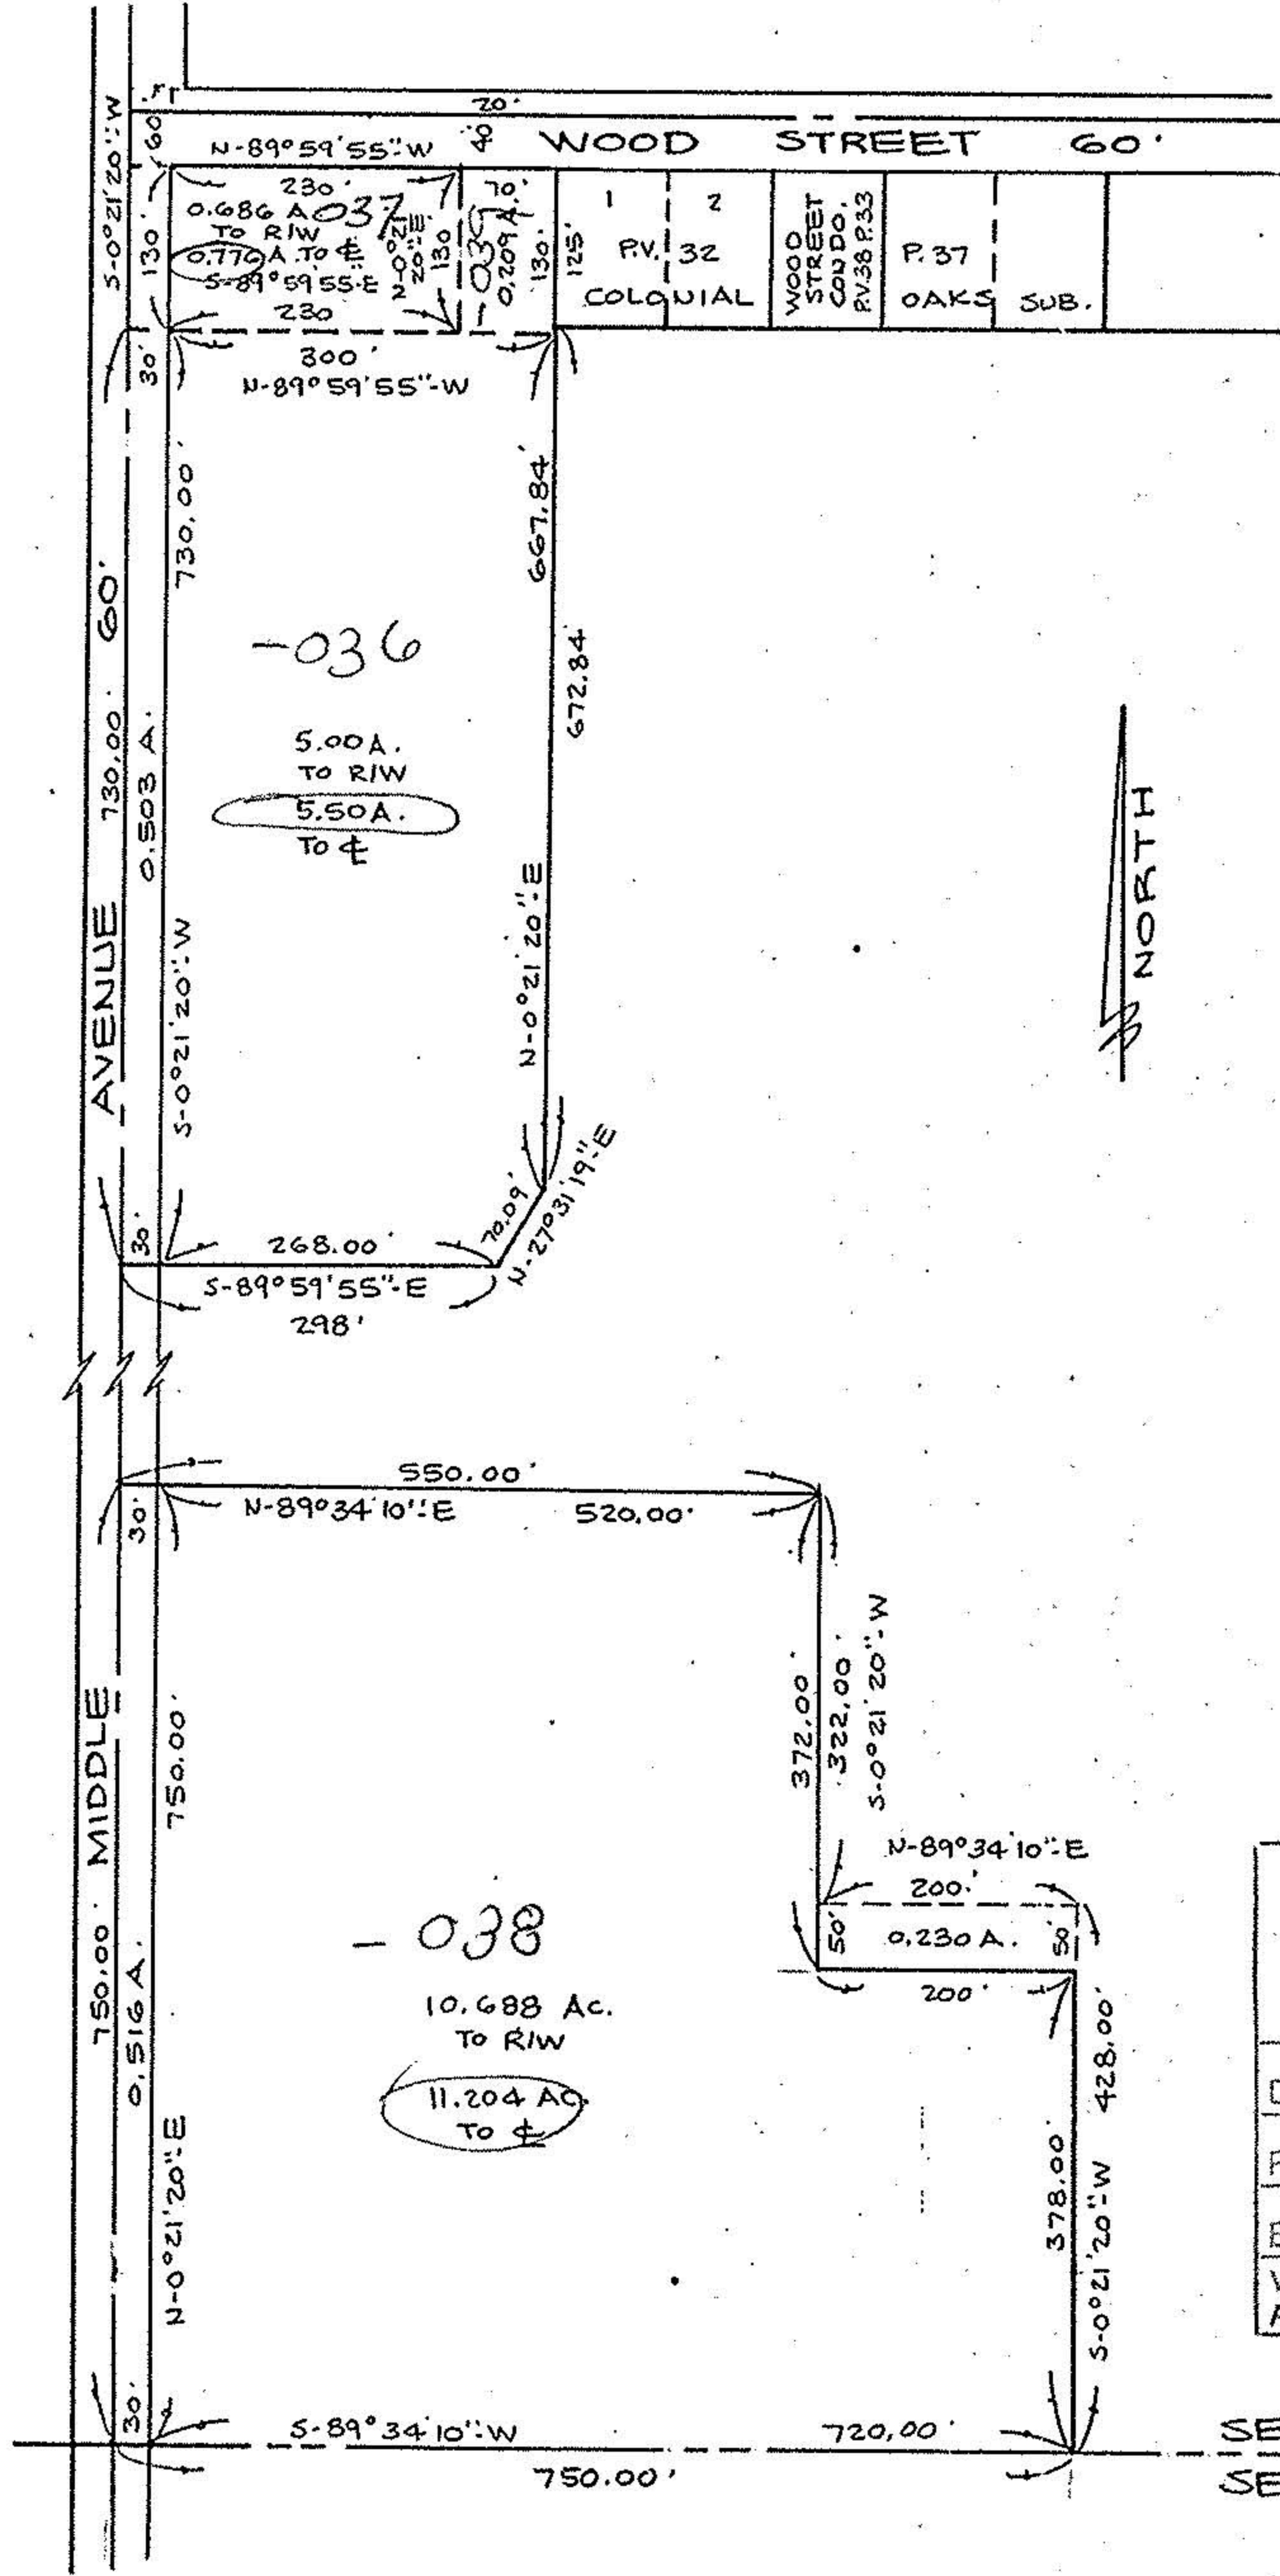 20'
WOOD STREET 60'
60
40
N-89°59'55"-W
S-0°21'20"-W
230'
0.686 A
037
TO R/W
0.776 A TO ℄
S-89°59'55-E
230
130'
N-0°21'
20"-E
130
70'
0.209 A.
130'
125'
1
2
P.V. 32
COLONIAL
WOOD
STREET
CONDO.
P.V.38 P.33
P. 37
OAKS
SUB.
30'
300'
N-89°59'55"-W
730.00'
667.84'
672.84
AVENUE 730.00' 60'
0.503 A.
-036
5.00 A.
TO R/W
5.50 A.
TO ℄
NORTH
S-0°21'20"-W
N-0°21'20"-E
70.09'
N-27°31'19"-E
30'
268.00'
S-89°59'55"-E
298'
550.00'
N-89°34'10"-E
520.00'
30'
372.00'
322.00'
S-0°21'20"-W
750.00' MIDDLE
750.00'
0.516 A.
N-89°34'10"-E
200.'
50'
0.230 A.
50'
200'
-038
10.688 AC.
TO R/W
11.204 AC.
TO ℄
428.00'
378.00'
S-0°21'20"-W
N-0°21'20"-E
30'
S-89°34'10"-W
720.00'
750.00'
SE
SE